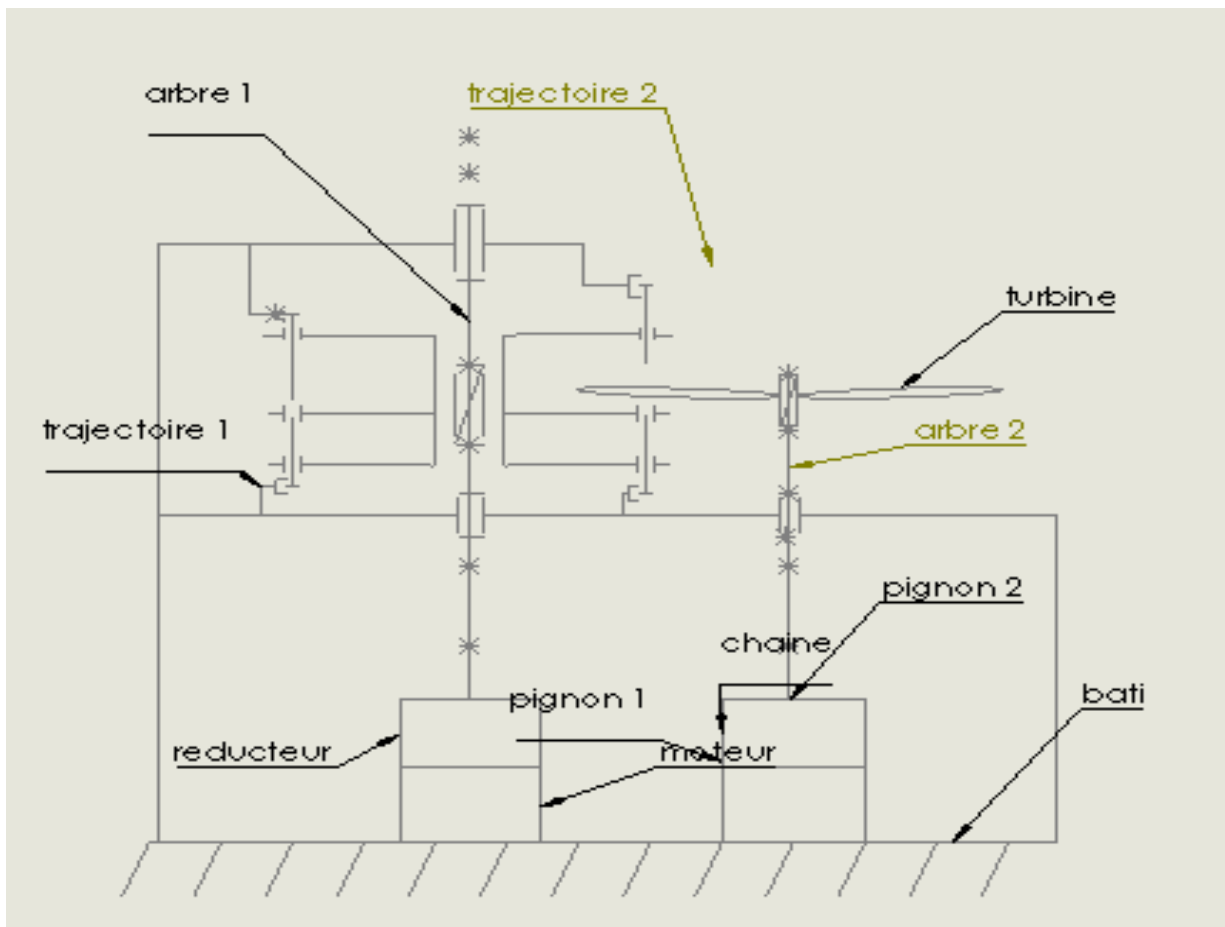 arbre 1
trajectoire 2
turbine
trajectoire 1
arbre 2
pignon 2
chaine
pignon 1
bati
reducteur
moteur